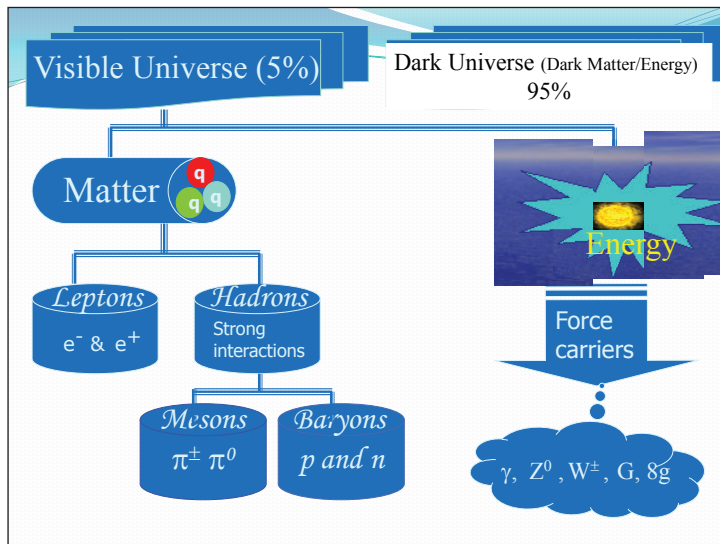 Visible Universe (5%)
Dark Universe (Dark Matter/Energy)
95%
Matter
q
q
q
Energy
Leptons
e⁻ & e⁺
Hadrons
Strong
interactions
Force
carriers
Mesons
π± π⁰
Baryons
p and n
γ, Z⁰ , W±, G, 8g